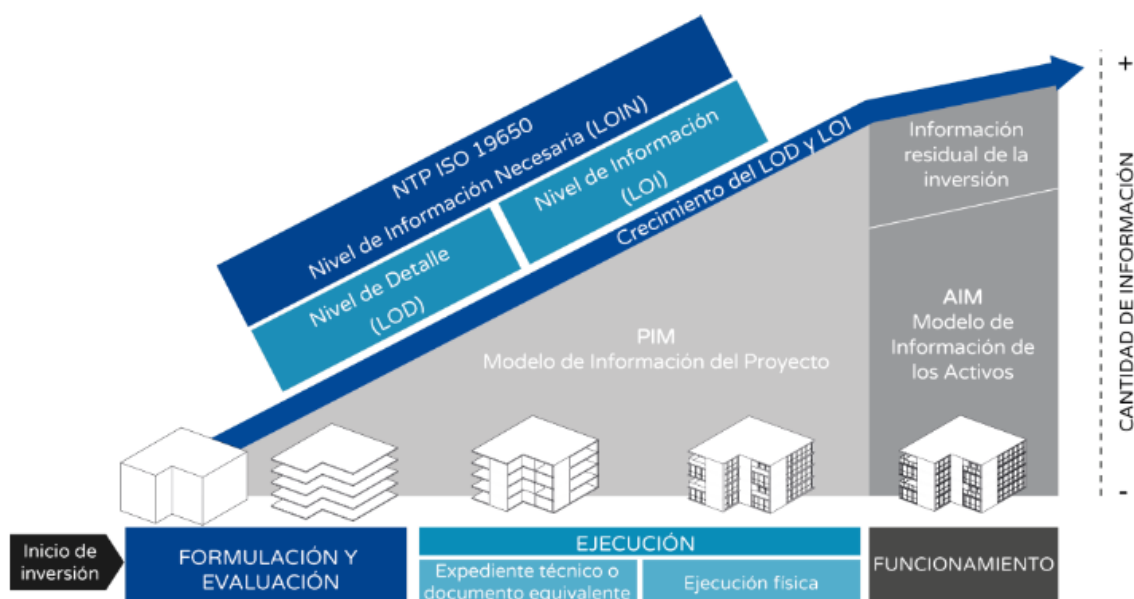 NTP ISO 19650
Nivel de Información Necesaria (LOIN)
Nivel de Detalle
(LOD)
Nivel de Información
(LOI)
Crecimiento del LOD y LOI
Información
residual de la
inversión
PIM
Modelo de Información del Proyecto
AIM
Modelo de
Información de
los Activos
+
CANTIDAD DE INFORMACIÓN
-
Inicio de
inversión
FORMULACIÓN Y
EVALUACIÓN
EJECUCIÓN
Expediente técnico o
documento equivalente
Ejecución física
FUNCIONAMIENTO